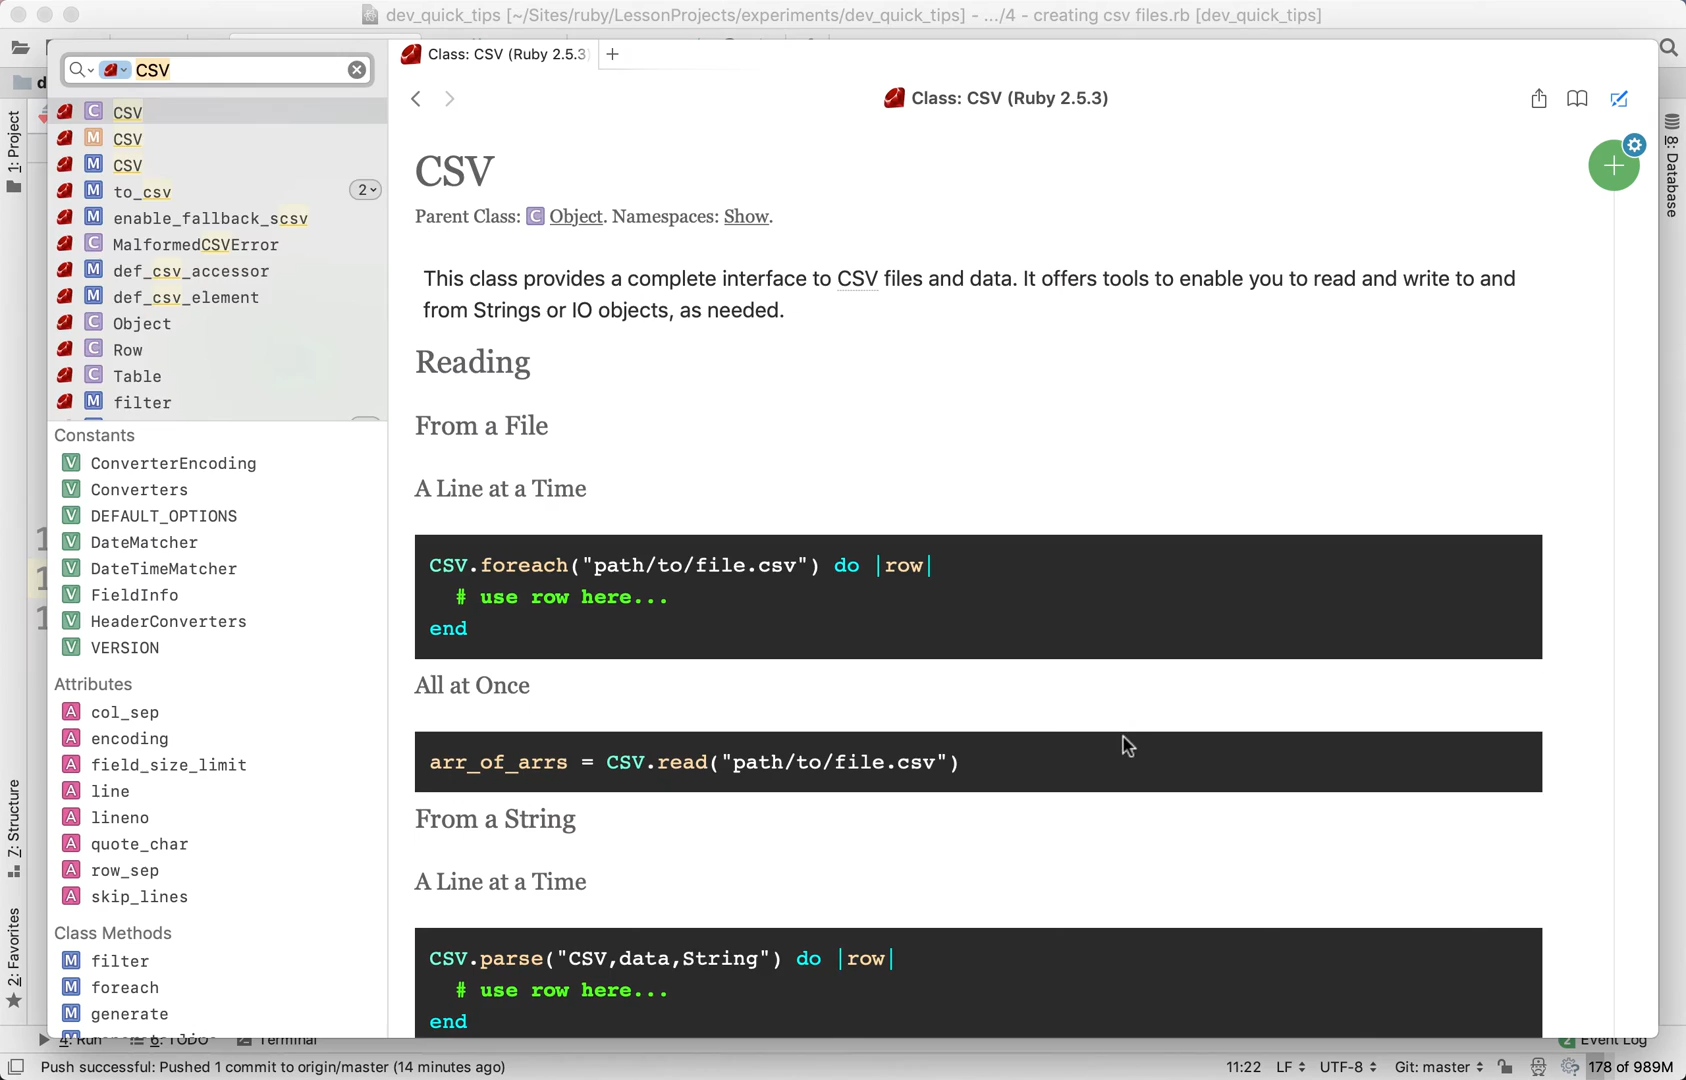 dev_quick_tips [~/Sites/ruby/LessonProjects/experiments/dev_quick_tips] - .../4 - creating csv files.rb [dev_quick_tips]
CSV
Class: CSV (Ruby 2.5.3)
Class: CSV (Ruby 2.5.3)
1: Project
Z: Structure
2: Favorites
8: Database
C CSV
M CSV
M CSV
M to_csv 2
M enable_fallback_scsv
C MalformedCSVError
M def_csv_accessor
M def_csv_element
C Object
C Row
C Table
M filter
Constants
V ConverterEncoding
V Converters
V DEFAULT_OPTIONS
V DateMatcher
V DateTimeMatcher
V FieldInfo
V HeaderConverters
V VERSION
Attributes
A col_sep
A encoding
A field_size_limit
A line
A lineno
A quote_char
A row_sep
A skip_lines
Class Methods
M filter
M foreach
M generate
CSV
Parent Class: C Object. Namespaces: Show.
This class provides a complete interface to CSV files and data. It offers tools to enable you to read and write to and
from Strings or IO objects, as needed.
Reading
From a File
A Line at a Time
CSV.foreach("path/to/file.csv") do |row|
# use row here...
end
All at Once
arr_of_arrs = CSV.read("path/to/file.csv")
From a String
A Line at a Time
CSV.parse("CSV,data,String") do |row|
# use row here...
end
4: Run 6: TODO Terminal 2 Event Log
Push successful: Pushed 1 commit to origin/master (14 minutes ago) 11:22 LF UTF-8 Git: master 178 of 989M